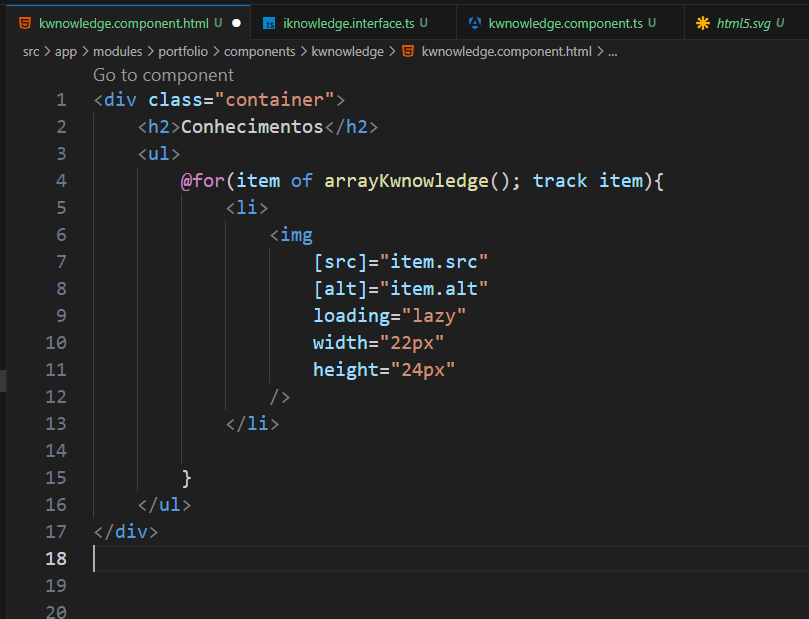 kwnowledge.component.html U iknowledge.interface.ts U kwnowledge.component.ts U html5.svg U
src > app > modules > portfolio > components > kwnowledge > kwnowledge.component.html > ...
Go to component
1 <div class="container">
2 <h2>Conhecimentos</h2>
3 <ul>
4 @for(item of arrayKwnowledge(); track item){
5 <li>
6 <img
7 [src]="item.src"
8 [alt]="item.alt"
9 loading="lazy"
10 width="22px"
11 height="24px"
12 />
13 </li>
14
15 }
16 </ul>
17 </div>
18
19
20